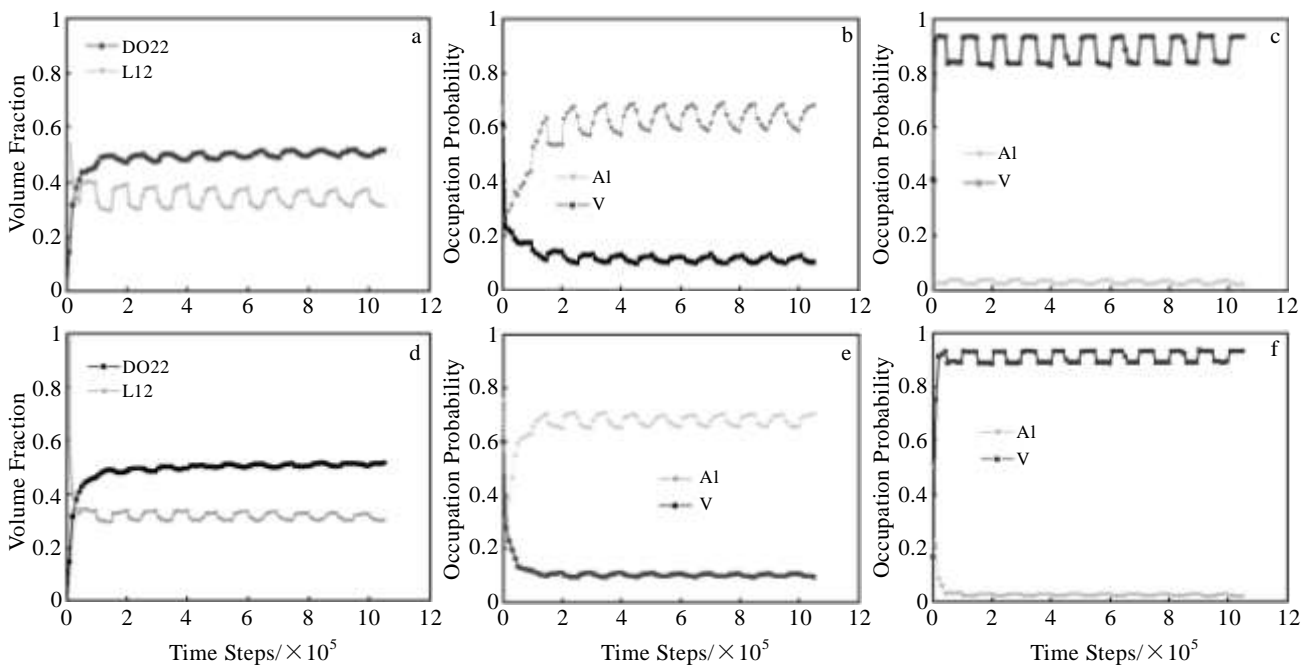 a
DO22
L12
Volume Fraction
1
0.8
0.6
0.4
0.2
0
0 2 4 6 8 10 12
b
Al
V
Occupation Probability
1
0.8
0.6
0.4
0.2
0
0 2 4 6 8 10 12
c
Al
V
Occupation Probability
1
0.8
0.6
0.4
0.2
0
0 2 4 6 8 10 12
d
DO22
L12
Volume Fraction
1
0.8
0.6
0.4
0.2
0
0 2 4 6 8 10 12
Time Steps/×10⁵
e
Al
V
Occupation Probability
1
0.8
0.6
0.4
0.2
0
0 2 4 6 8 10 12
Time Steps/×10⁵
f
Al
V
Occupation Probability
1
0.8
0.6
0.4
0.2
0
0 2 4 6 8 10 12
Time Steps/×10⁵